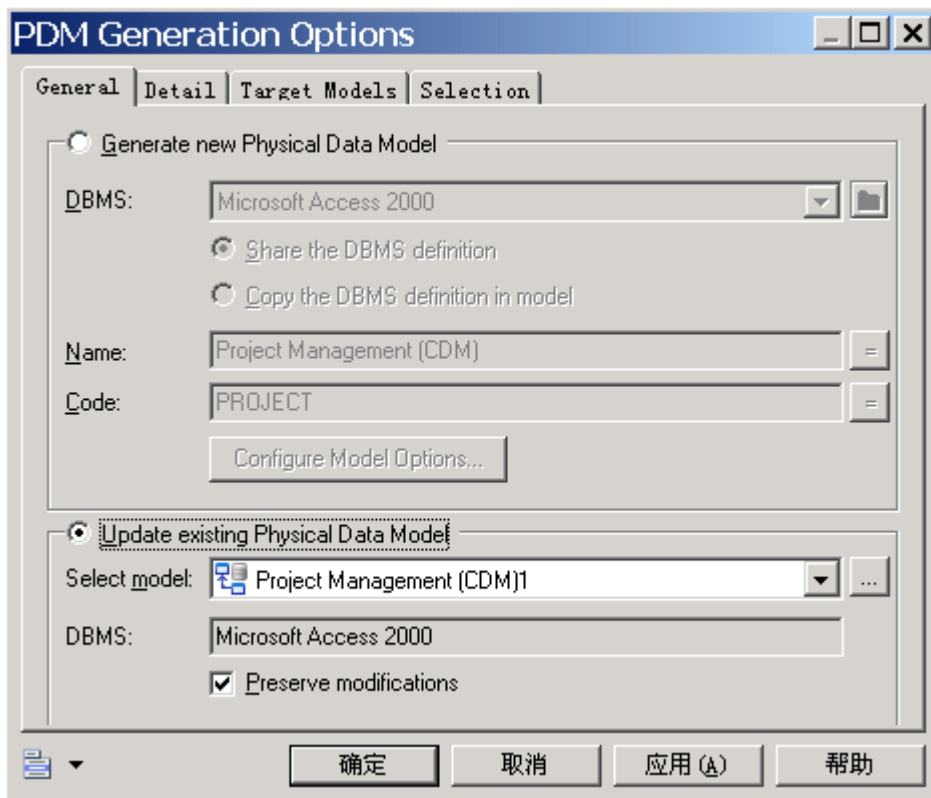 PDM Generation Options
General Detail Target Models Selection
Generate new Physical Data Model
DBMS: Microsoft Access 2000
Share the DBMS definition
Copy the DBMS definition in model
Name: Project Management (CDM) =
Code: PROJECT =
Configure Model Options...
Update existing Physical Data Model
Select model: Project Management (CDM)1 ...
DBMS: Microsoft Access 2000
Preserve modifications
确定 取消 应用(A) 帮助